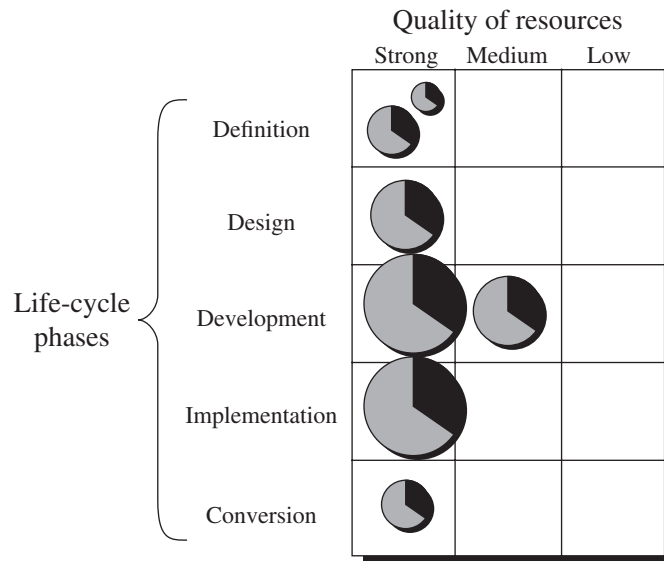 Quality of resources
Strong Medium Low
Definition
Design
Life-cycle
phases
Development
Implementation
Conversion